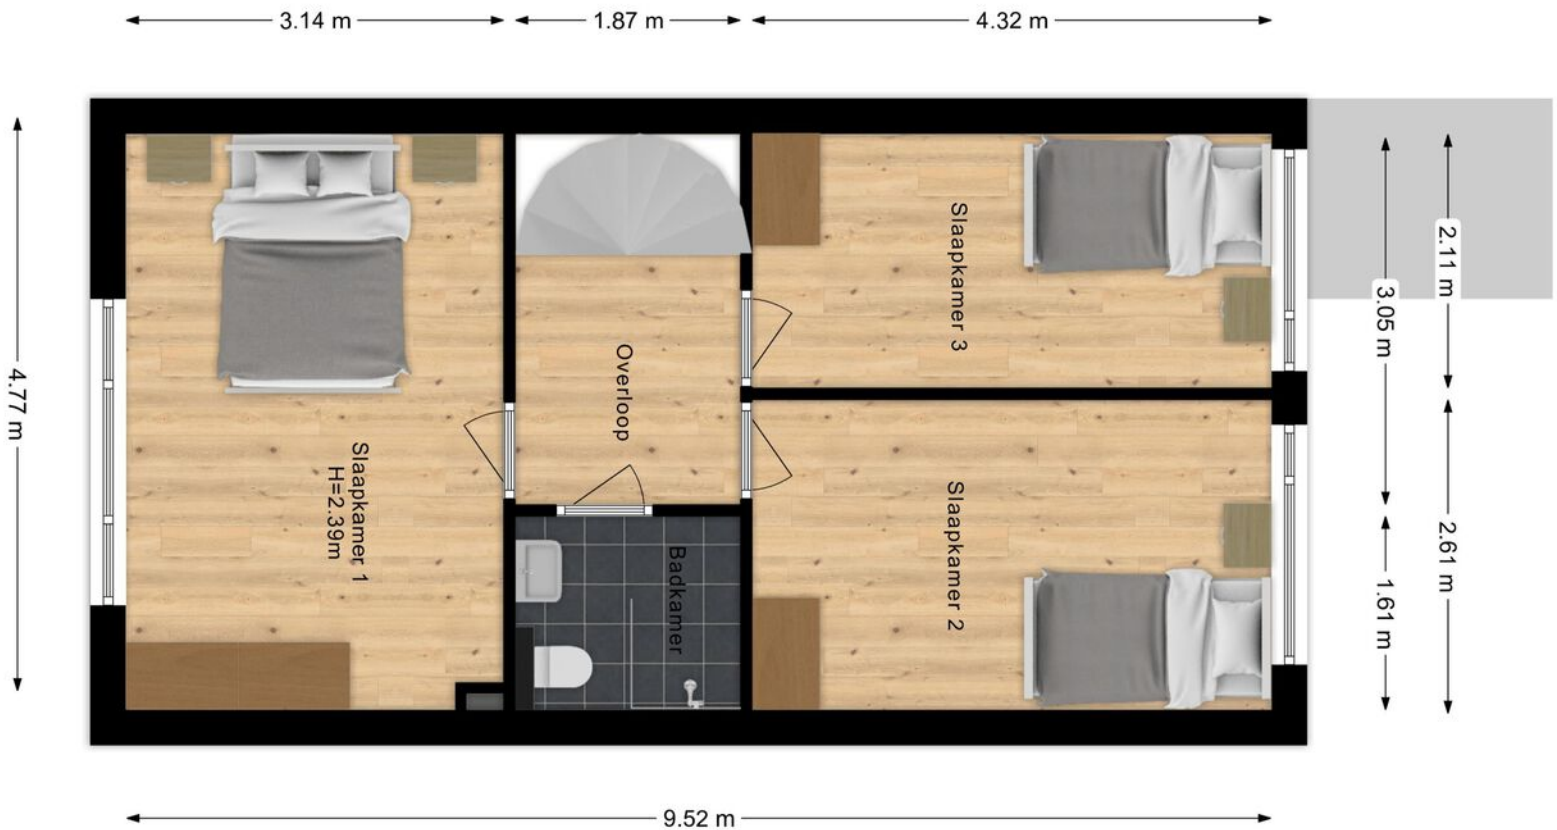 3.14 m
1.87 m
4.32 m
4.77 m
Slaapkamer 1
H=2.39m
Overloop
Badkamer
Slaapkamer 3
Slaapkamer 2
2.11 m
3.05 m
2.61 m
1.61 m
9.52 m